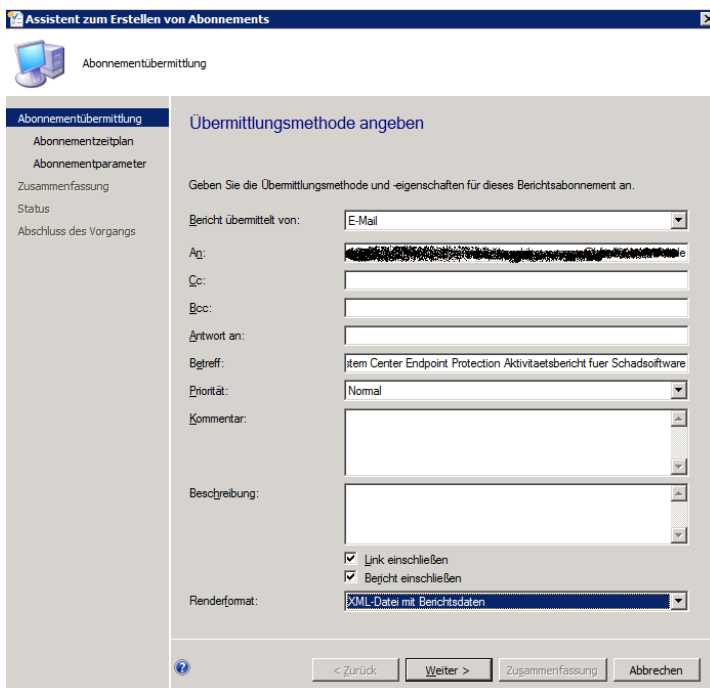 Assistent zum Erstellen von Abonnements
Abonnementübermittlung
Abonnementübermittlung
Abonnementzeitplan
Abonnementparameter
Zusammenfassung
Status
Abschluss des Vorgangs
Übermittlungsmethode angeben
Geben Sie die Übermittlungsmethode und -eigenschaften für dieses Berichtsabonnement an.
Bericht übermittelt von: E-Mail
An:
Cc:
Bcc:
Antwort an:
Betreff: stem Center Endpoint Protection Aktivitaetsbericht fuer Schadsoftware
Priorität: Normal
Kommentar:
Beschreibung:
Link einschließen
Bericht einschließen
Renderformat: XML-Datei mit Berichtsdaten
< Zurück Weiter > Zusammenfassung Abbrechen